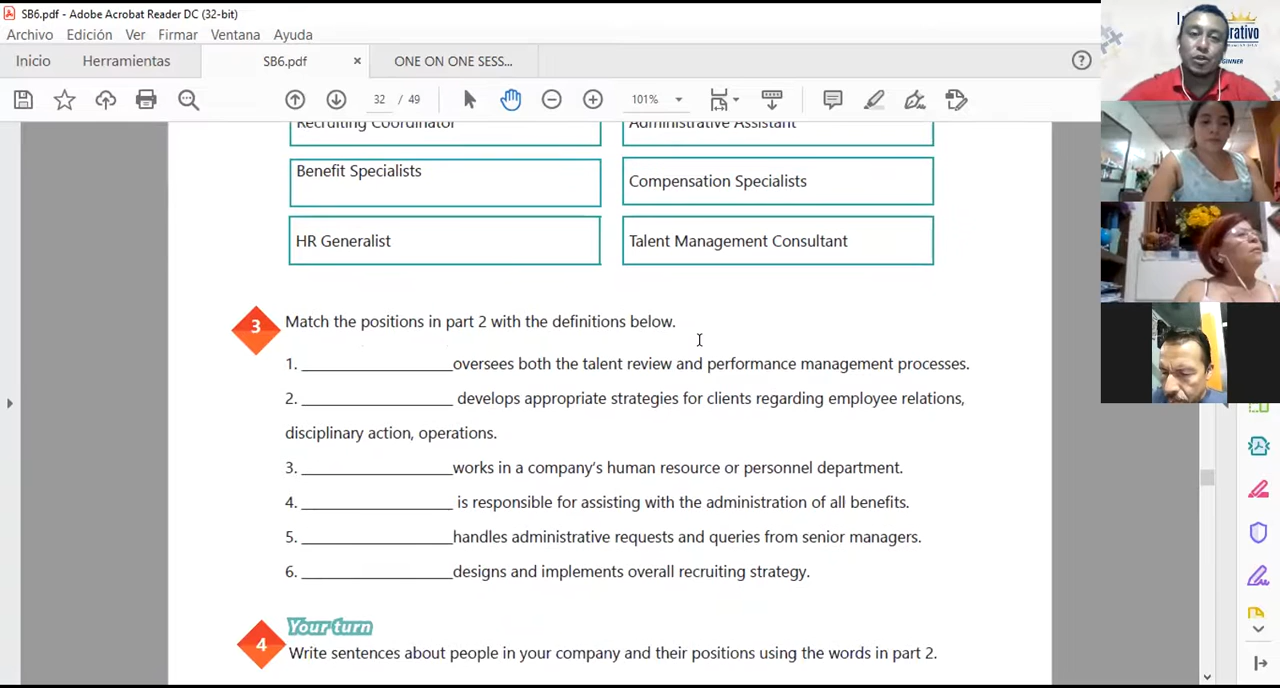 SB6.pdf - Adobe Acrobat Reader DC (32-bit)
Archivo Edición Ver Firmar Ventana Ayuda
Inicio Herramientas SB6.pdf × ONE ON ONE SESS...
32 / 49 101%
Recruiting Coordinator Administrative Assistant
Benefit Specialists Compensation Specialists
HR Generalist Talent Management Consultant
3 Match the positions in part 2 with the definitions below.
1. _________________oversees both the talent review and performance management processes.
2. _________________ develops appropriate strategies for clients regarding employee relations,
disciplinary action, operations.
3. _________________works in a company's human resource or personnel department.
4. _________________ is responsible for assisting with the administration of all benefits.
5. _________________handles administrative requests and queries from senior managers.
6. _________________designs and implements overall recruiting strategy.
Your turn
4 Write sentences about people in your company and their positions using the words in part 2.